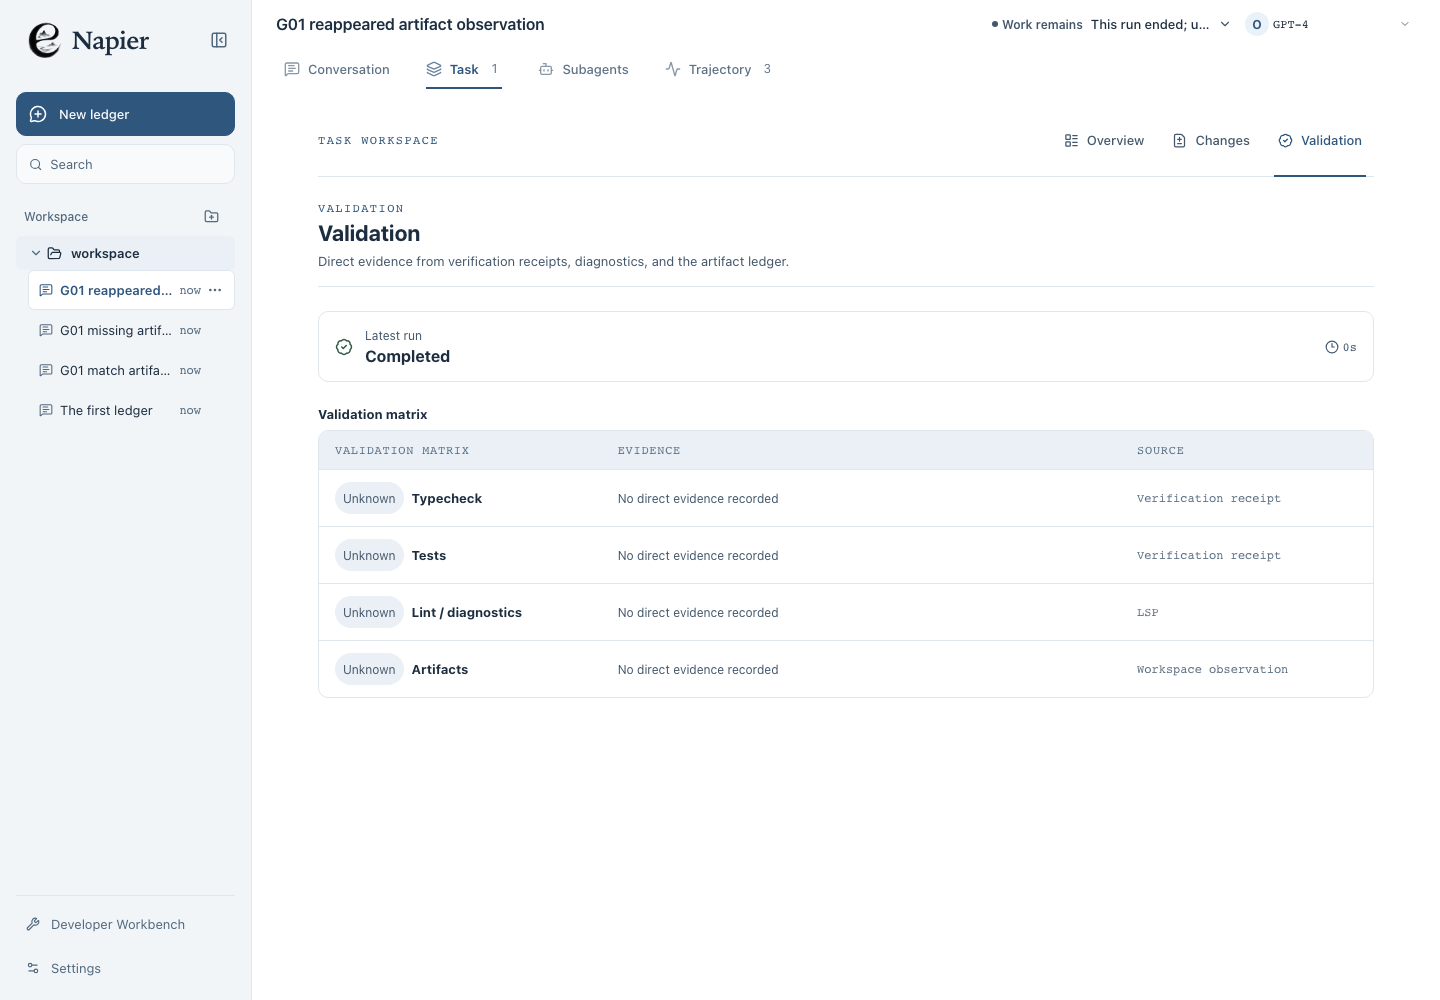 Napier
New ledger
Search
Workspace
workspace
G01 reappeared... now
G01 missing artif... now
G01 match artifa... now
The first ledger now
Developer Workbench
Settings
G01 reappeared artifact observation
Work remains This run ended; u...
O GPT-4
Conversation Task 1 Subagents Trajectory 3
TASK WORKSPACE
Overview Changes Validation
VALIDATION
Validation
Direct evidence from verification receipts, diagnostics, and the artifact ledger.
Latest run
Completed
0s
Validation matrix
VALIDATION MATRIX EVIDENCE SOURCE
Unknown Typecheck No direct evidence recorded Verification receipt
Unknown Tests No direct evidence recorded Verification receipt
Unknown Lint / diagnostics No direct evidence recorded LSP
Unknown Artifacts No direct evidence recorded Workspace observation